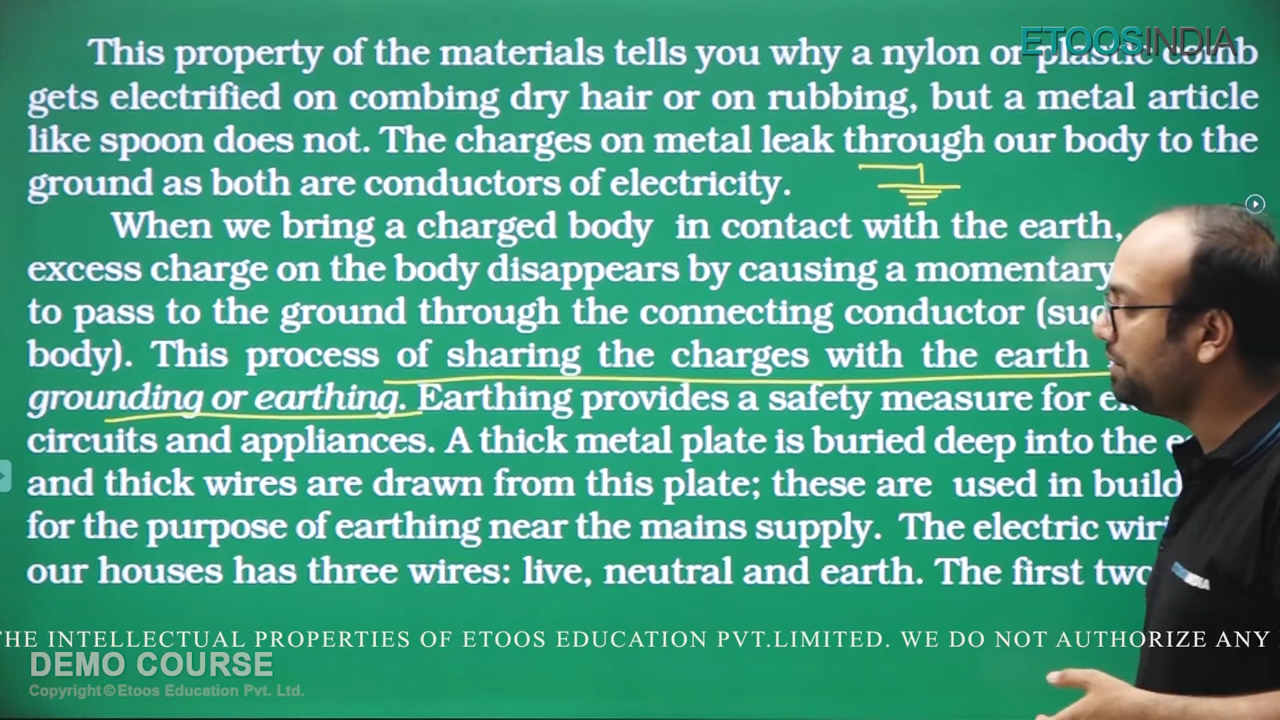 ETOOSINDIA
This property of the materials tells you why a nylon or plastic comb
gets electrified on combing dry hair or on rubbing, but a metal article
like spoon does not. The charges on metal leak through our body to the
ground as both are conductors of electricity.
When we bring a charged body in contact with the earth,
excess charge on the body disappears by causing a momentary
to pass to the ground through the connecting conductor (suc
body). This process of sharing the charges with the earth
grounding or earthing. Earthing provides a safety measure for
circuits and appliances. A thick metal plate is buried deep into the
and thick wires are drawn from this plate; these are used in build
for the purpose of earthing near the mains supply. The electric wiri
our houses has three wires: live, neutral and earth. The first two
THE INTELLECTUAL PROPERTIES OF ETOOS EDUCATION PVT.LIMITED. WE DO NOT AUTHORIZE ANY
DEMO COURSE
Copyright © Etoos Education Pvt. Ltd.